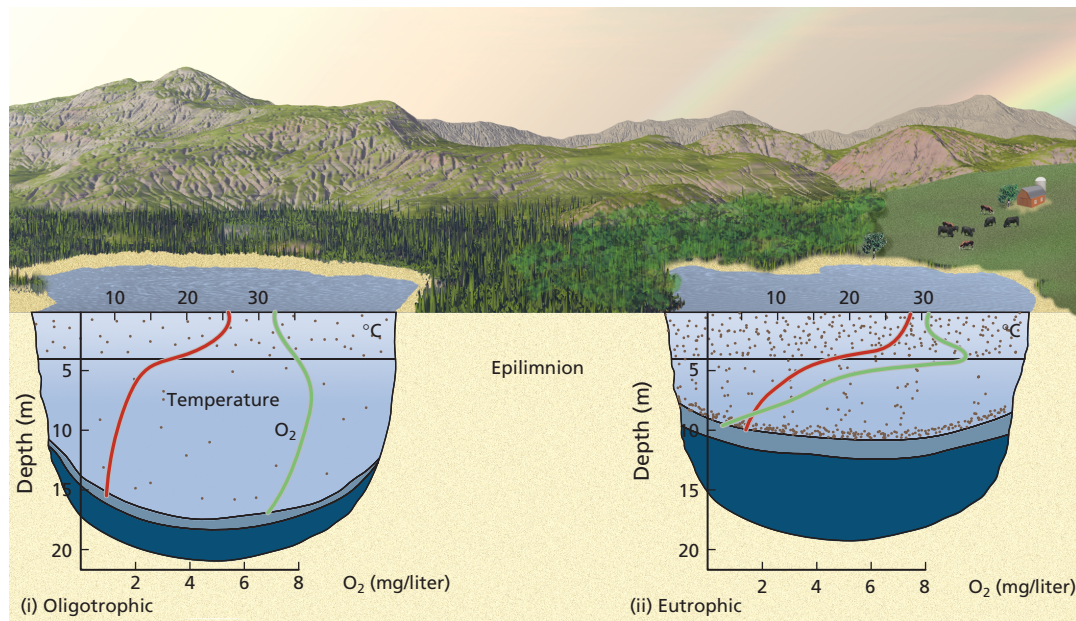 10 20 30
°C
5
Temperature
O₂
10
15
20
Depth (m)
2 4 6 8 O₂ (mg/liter)
(i) Oligotrophic
Epilimnion
10 20 30
°C
5
10
15
20
Depth (m)
2 4 6 8 O₂ (mg/liter)
(ii) Eutrophic